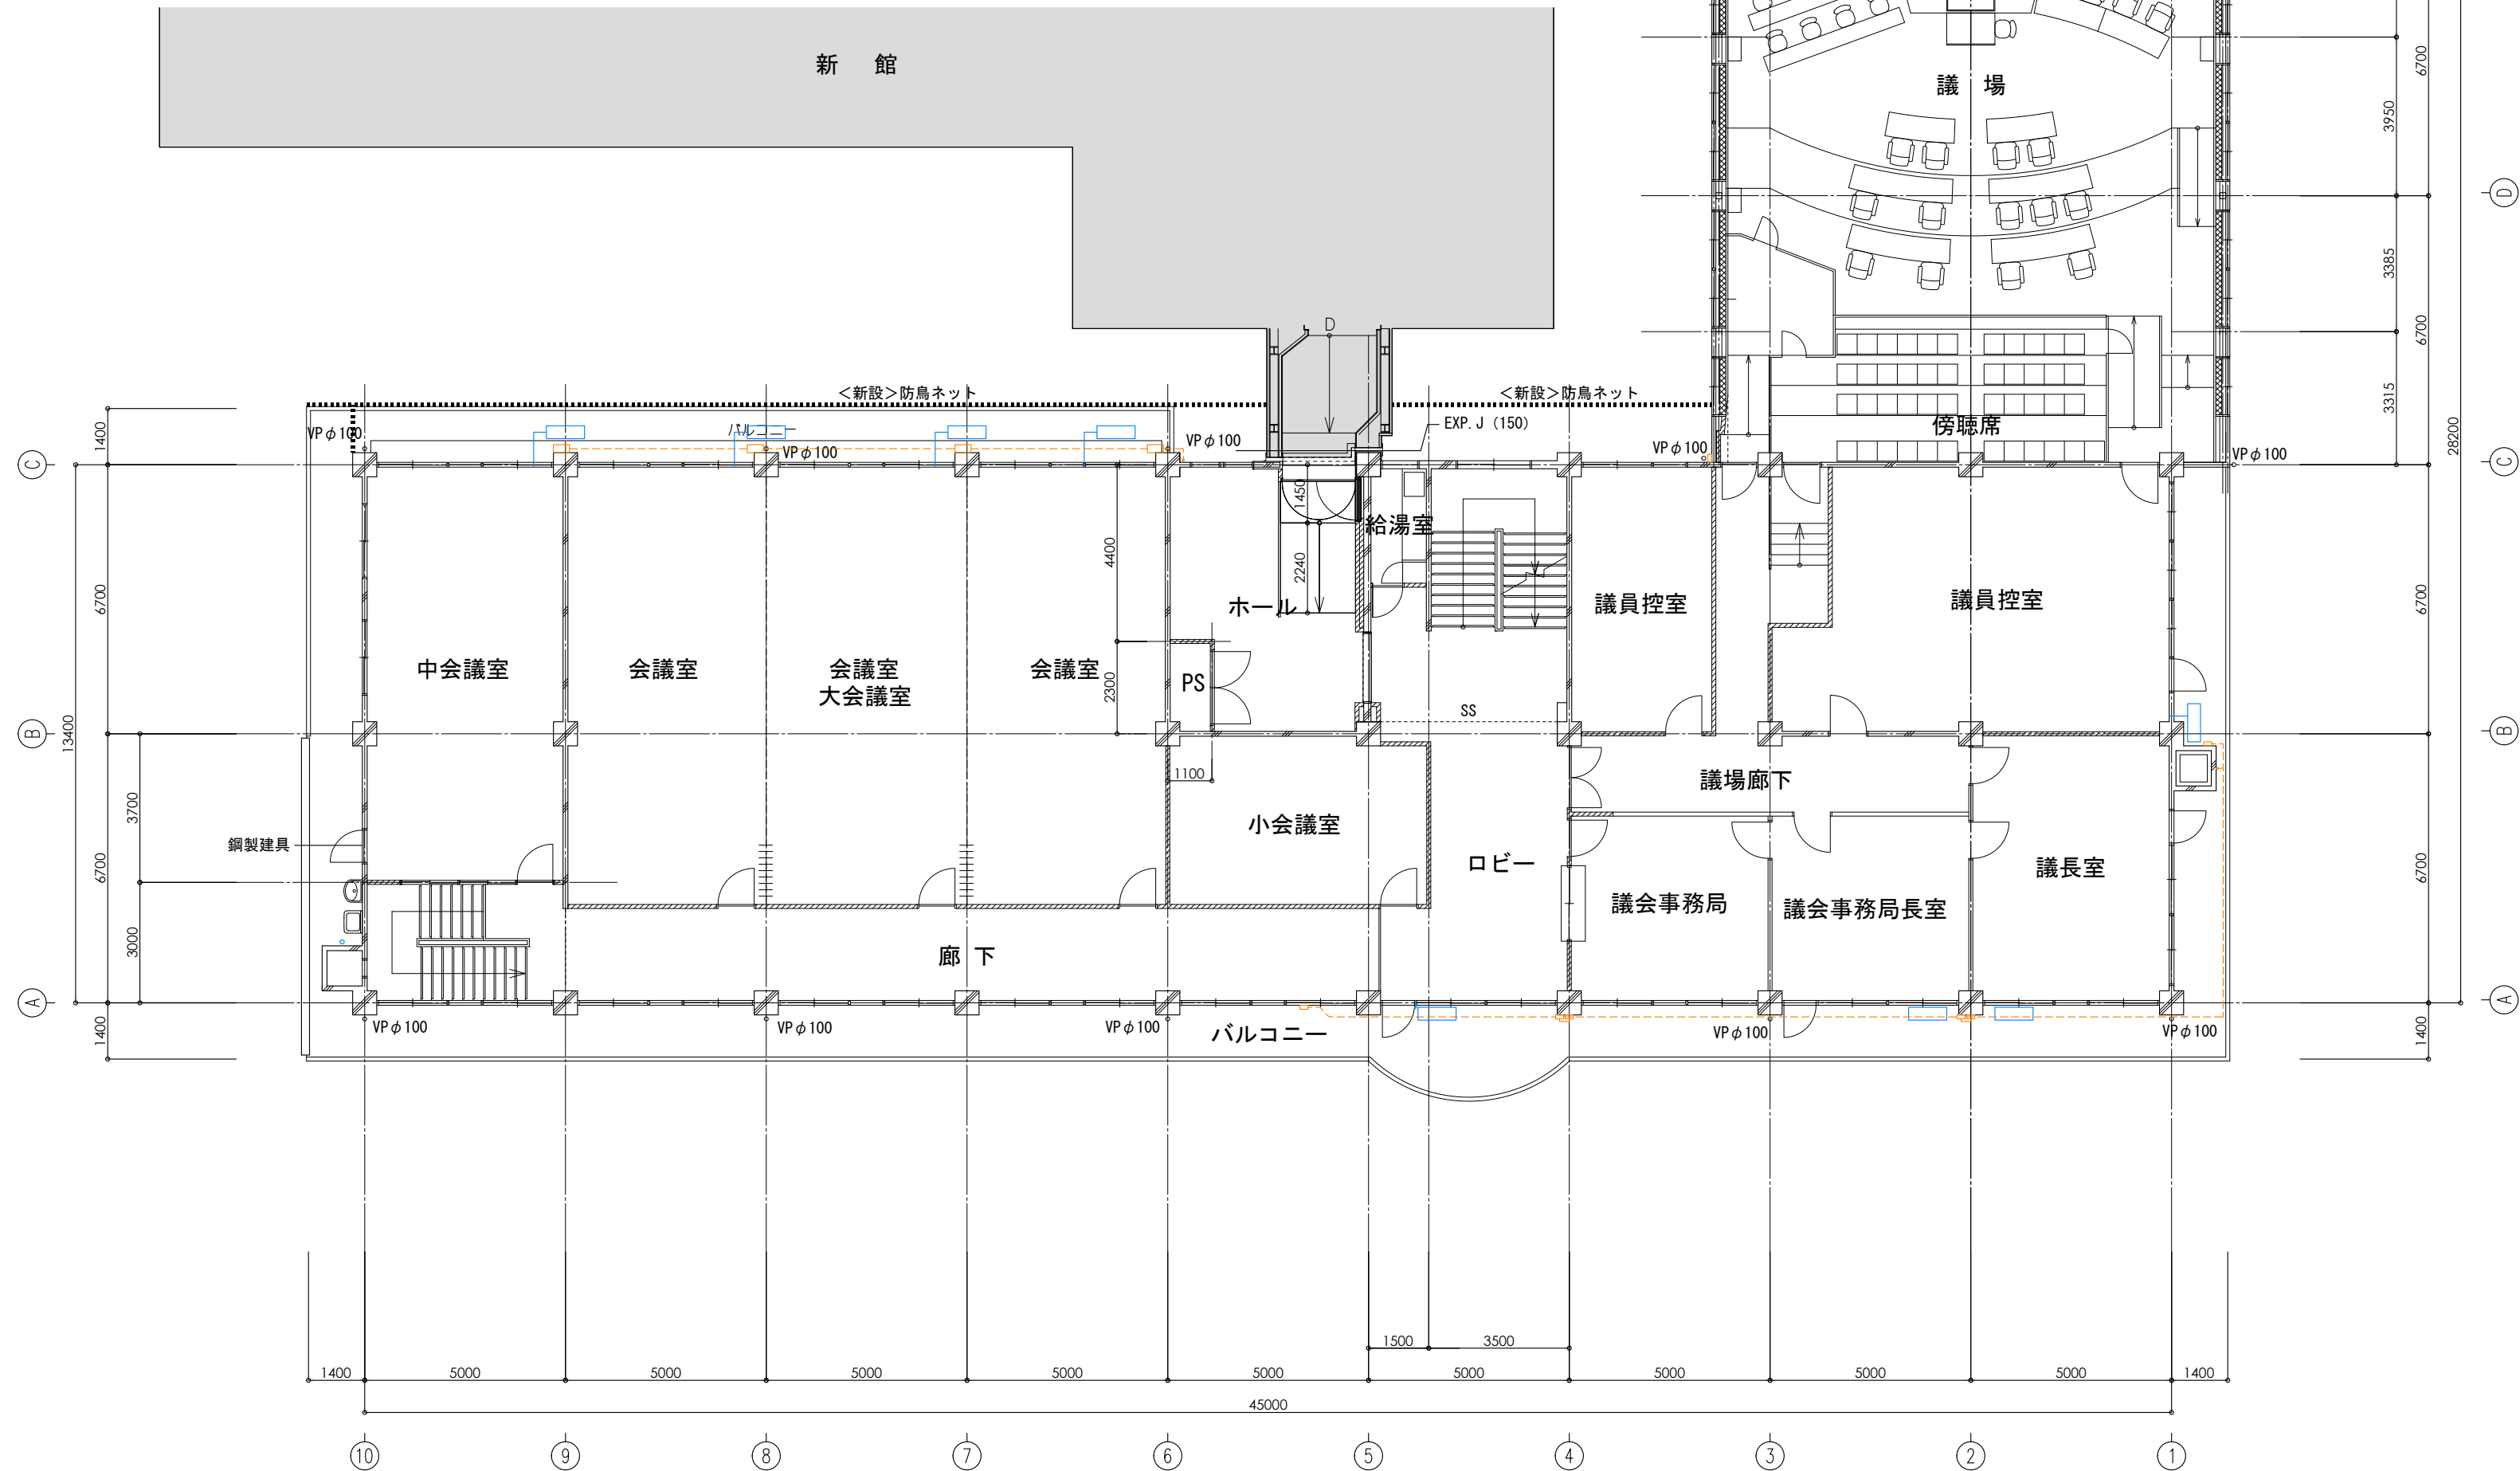 新 館
議 場
6700
3950
D
3385
6700
3315
28200
D
<新設>防鳥ネット
<新設>防鳥ネット
1400
VPφ100
バルコニー
VPφ100
VPφ100
EXP.J (150)
VPφ100
傍聴席
VPφ100
C
C
1450
給湯室
4400
2240
6700
ホール
議員控室
議員控室
6700
中会議室
会議室
会議室
大会議室
会議室
2300
PS
SS
13400
B
B
1100
議場廊下
3700
小会議室
鋼製建具
6700
ロビー
議長室
6700
議会事務局
議会事務局長室
3000
廊 下
A
A
1400
VPφ100
VPφ100
VPφ100
バルコニー
VPφ100
VPφ100
1400
1500
3500
1400
5000
5000
5000
5000
5000
5000
5000
5000
5000
1400
45000
10
9
8
7
6
5
4
3
2
1